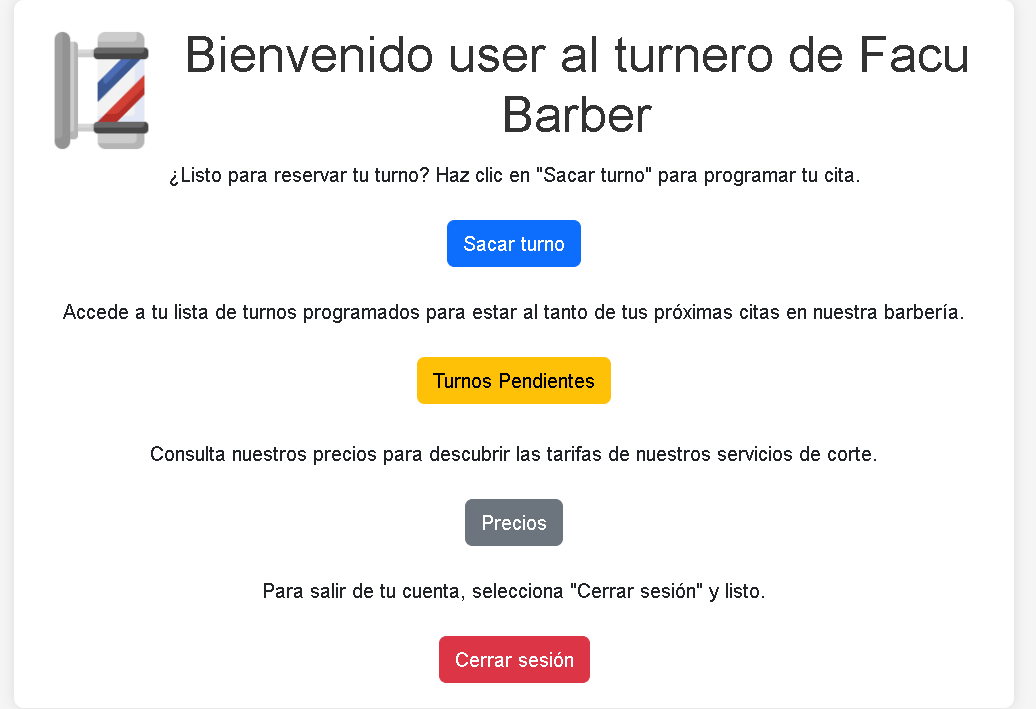 Bienvenido user al turnero de Facu
Barber
¿Listo para reservar tu turno? Haz clic en "Sacar turno" para programar tu cita.
Sacar turno
Accede a tu lista de turnos programados para estar al tanto de tus próximas citas en nuestra barbería.
Turnos Pendientes
Consulta nuestros precios para descubrir las tarifas de nuestros servicios de corte.
Precios
Para salir de tu cuenta, selecciona "Cerrar sesión" y listo.
Cerrar sesión